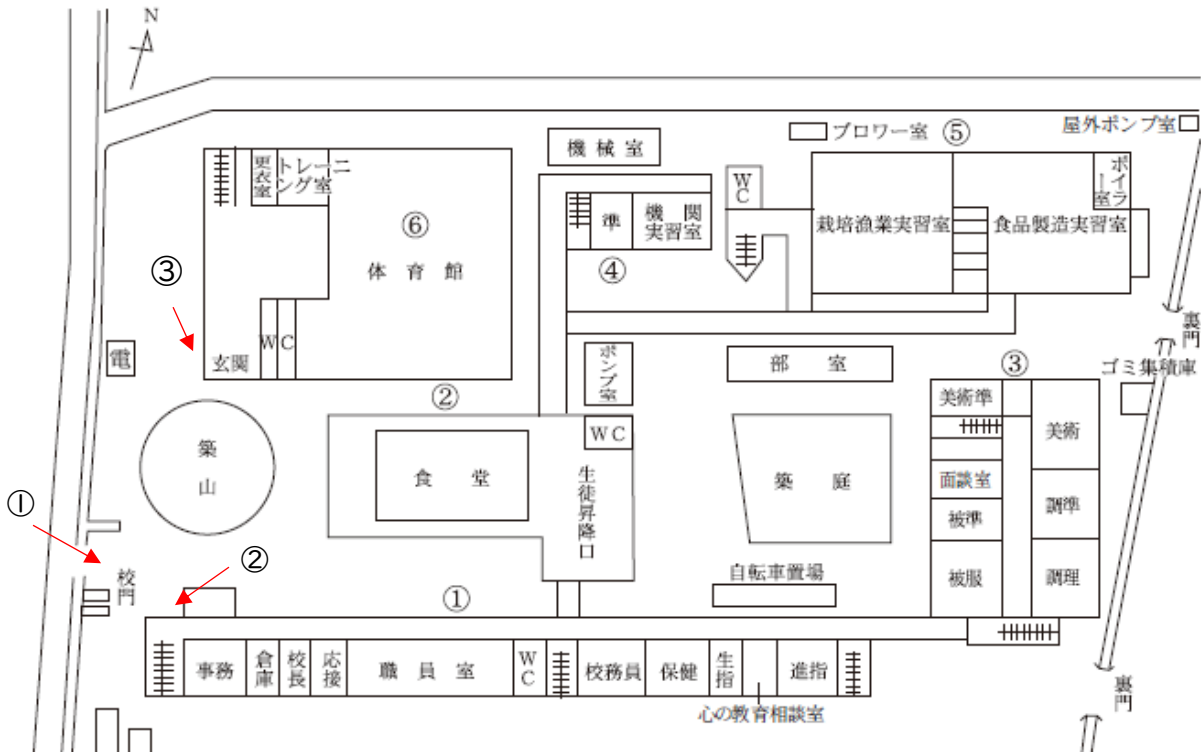 N
機械室
ブロワー室
⑤
屋外ポンプ室
更衣室
トレーニ
ング室
⑥
体育館
③
WC
玄関
電
準
機関
実習室
④
WC
栽培漁業実習室
食品製造実習室
ボイラー室
裏門
ポンプ室
部室
③
ゴミ集積庫
②
築山
食堂
WC
生徒昇降口
築庭
美術準
美術
面談室
被準
調準
被服
調理
①
校門
②
①
自転車置場
事務
倉庫
校長
応接
職員室
WC
校務員
保健
生指
進指
心の教育相談室
裏門